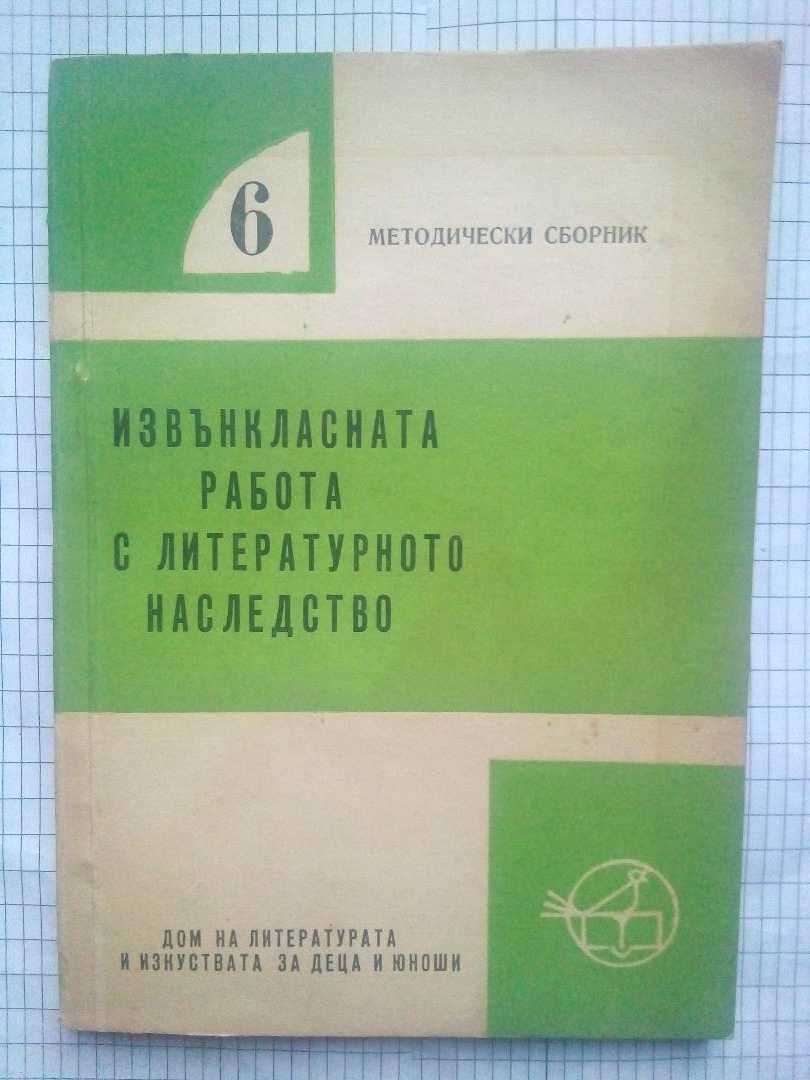 6
МЕТОДИЧЕСКИ СБОРНИК
ИЗВЪНКЛАСНАТА
РАБОТА
С ЛИТЕРАТУРНОТО
НАСЛЕДСТВО
ДОМ НА ЛИТЕРАТУРАТА
И ИЗКУСТВАТА ЗА ДЕЦА И ЮНОШИ